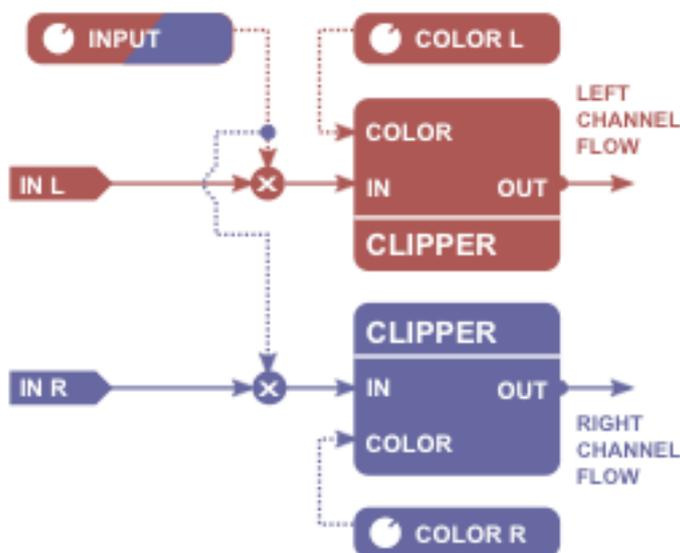 INPUT
COLOR L
LEFT
CHANNEL
FLOW
COLOR
IN L
IN
OUT
CLIPPER
CLIPPER
IN R
IN
OUT
COLOR
RIGHT
CHANNEL
FLOW
COLOR R